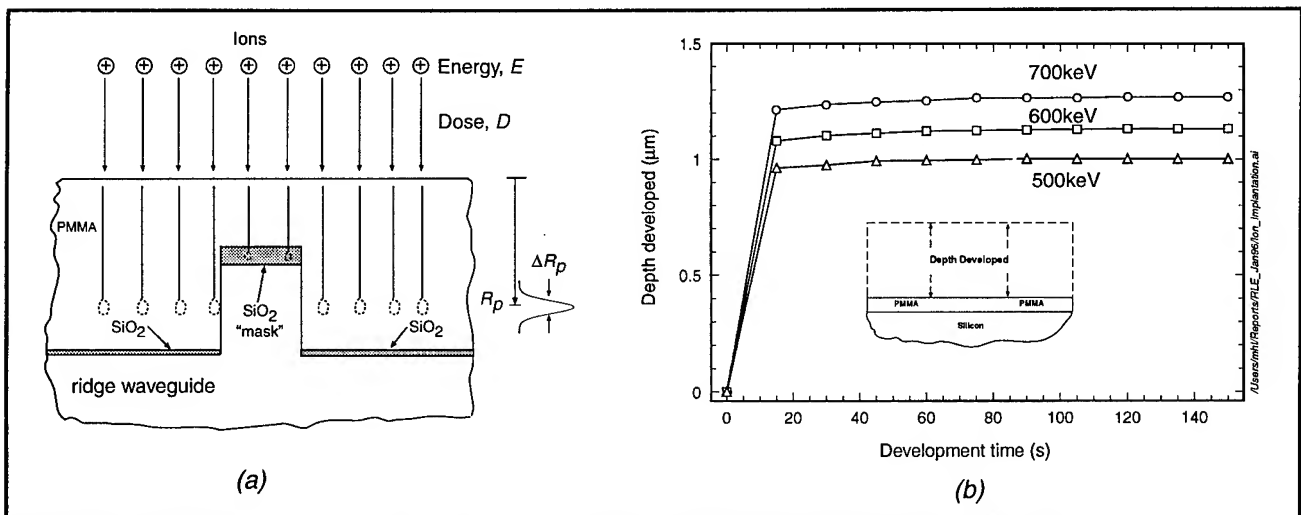 Ions
Energy, E
Dose, D
PMMA
ΔRp
Rp
SiO2
"mask"
SiO2
SiO2
ridge waveguide
(a)
1.5
1
0.5
0
Depth developed (µm)
700keV
600keV
500keV
Depth Developed
PMMA
PMMA
Silicon
0
20
40
60
80
100
120
140
Development time (s)
/Users/mhl/Reports/RLE_Jan96/Ion_Implantation.ai
(b)